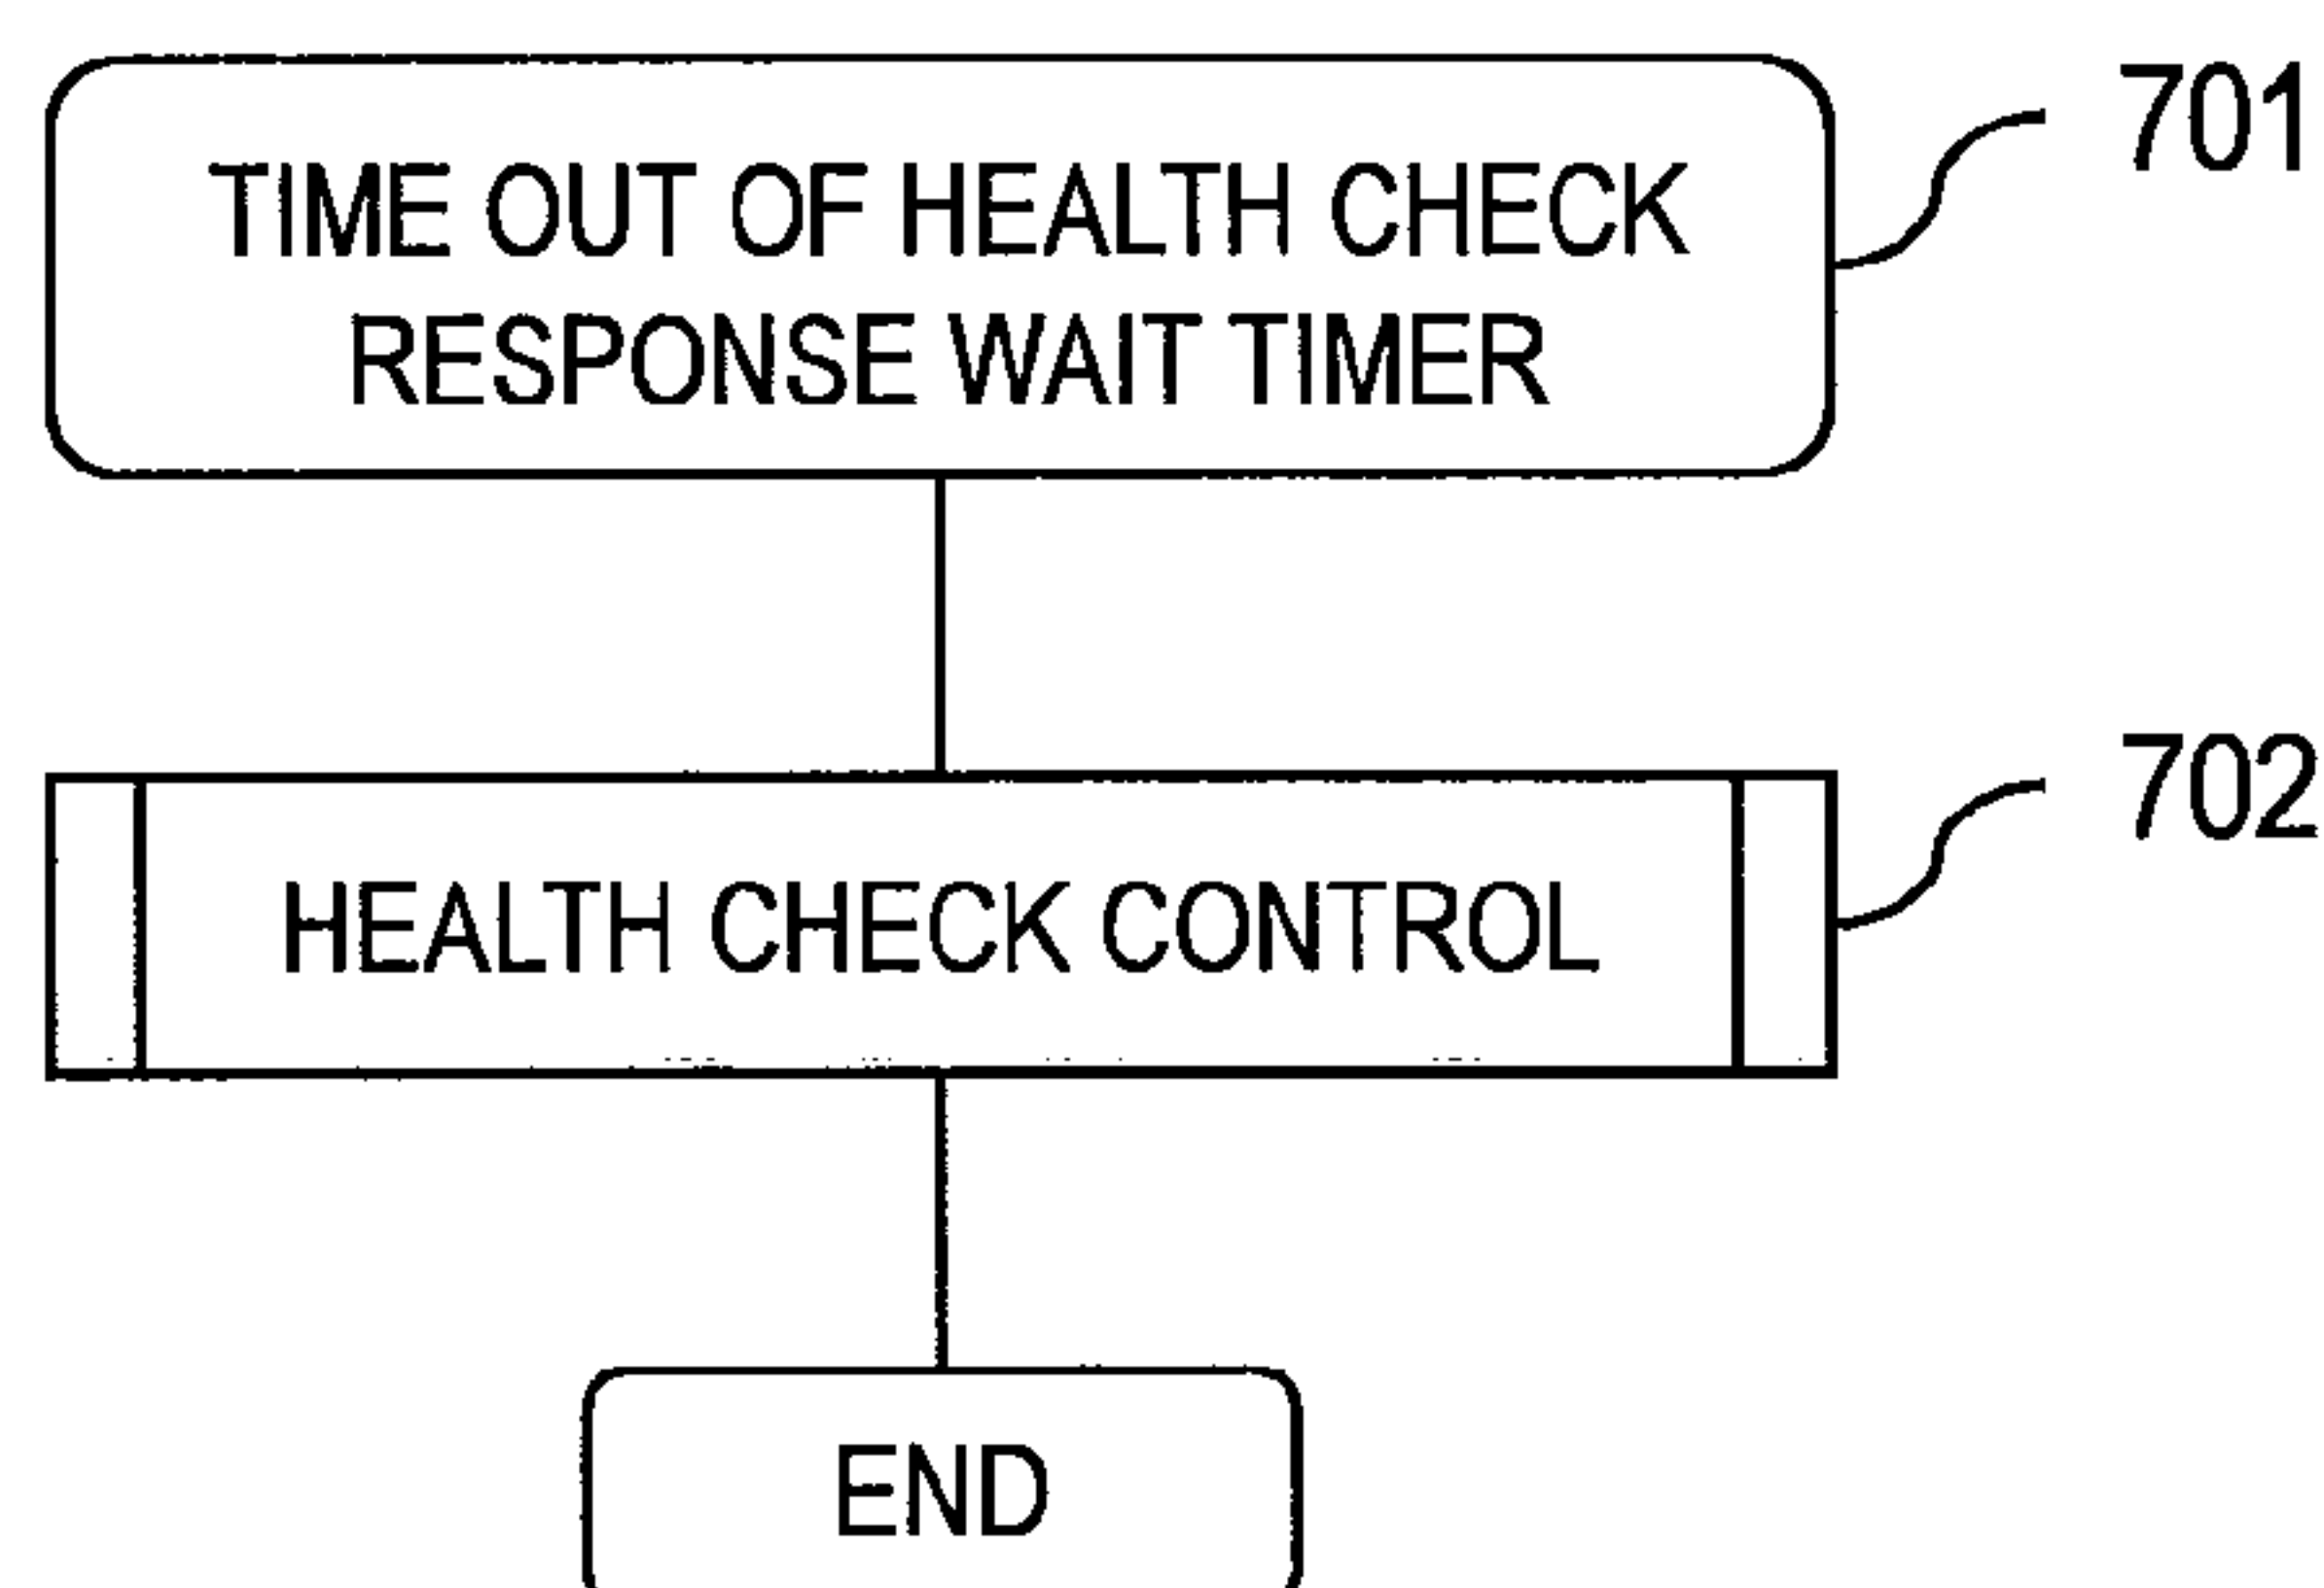 TIME OUT OF HEALTH CHECK
RESPONSE WAIT TIMER
701
HEALTH CHECK CONTROL
702
END